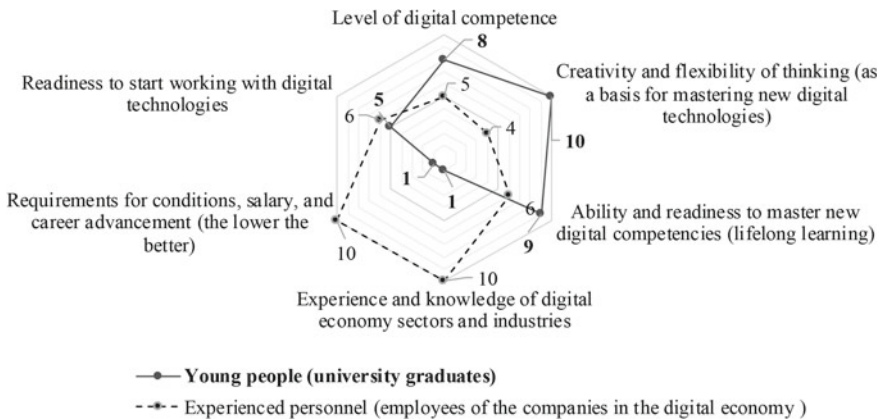 Level of digital competence
8
Readiness to start working with digital
technologies
Creativity and flexibility of thinking (as
a basis for mastering new digital
technologies)
5
5
6
4
10
1
1
6
Requirements for conditions, salary, and
career advancement (the lower the
better)
Ability and readiness to master new
digital competencies (lifelong learning)
9
10
10
Experience and knowledge of digital
economy sectors and industries
Young people (university graduates)
Experienced personnel (employees of the companies in the digital economy )